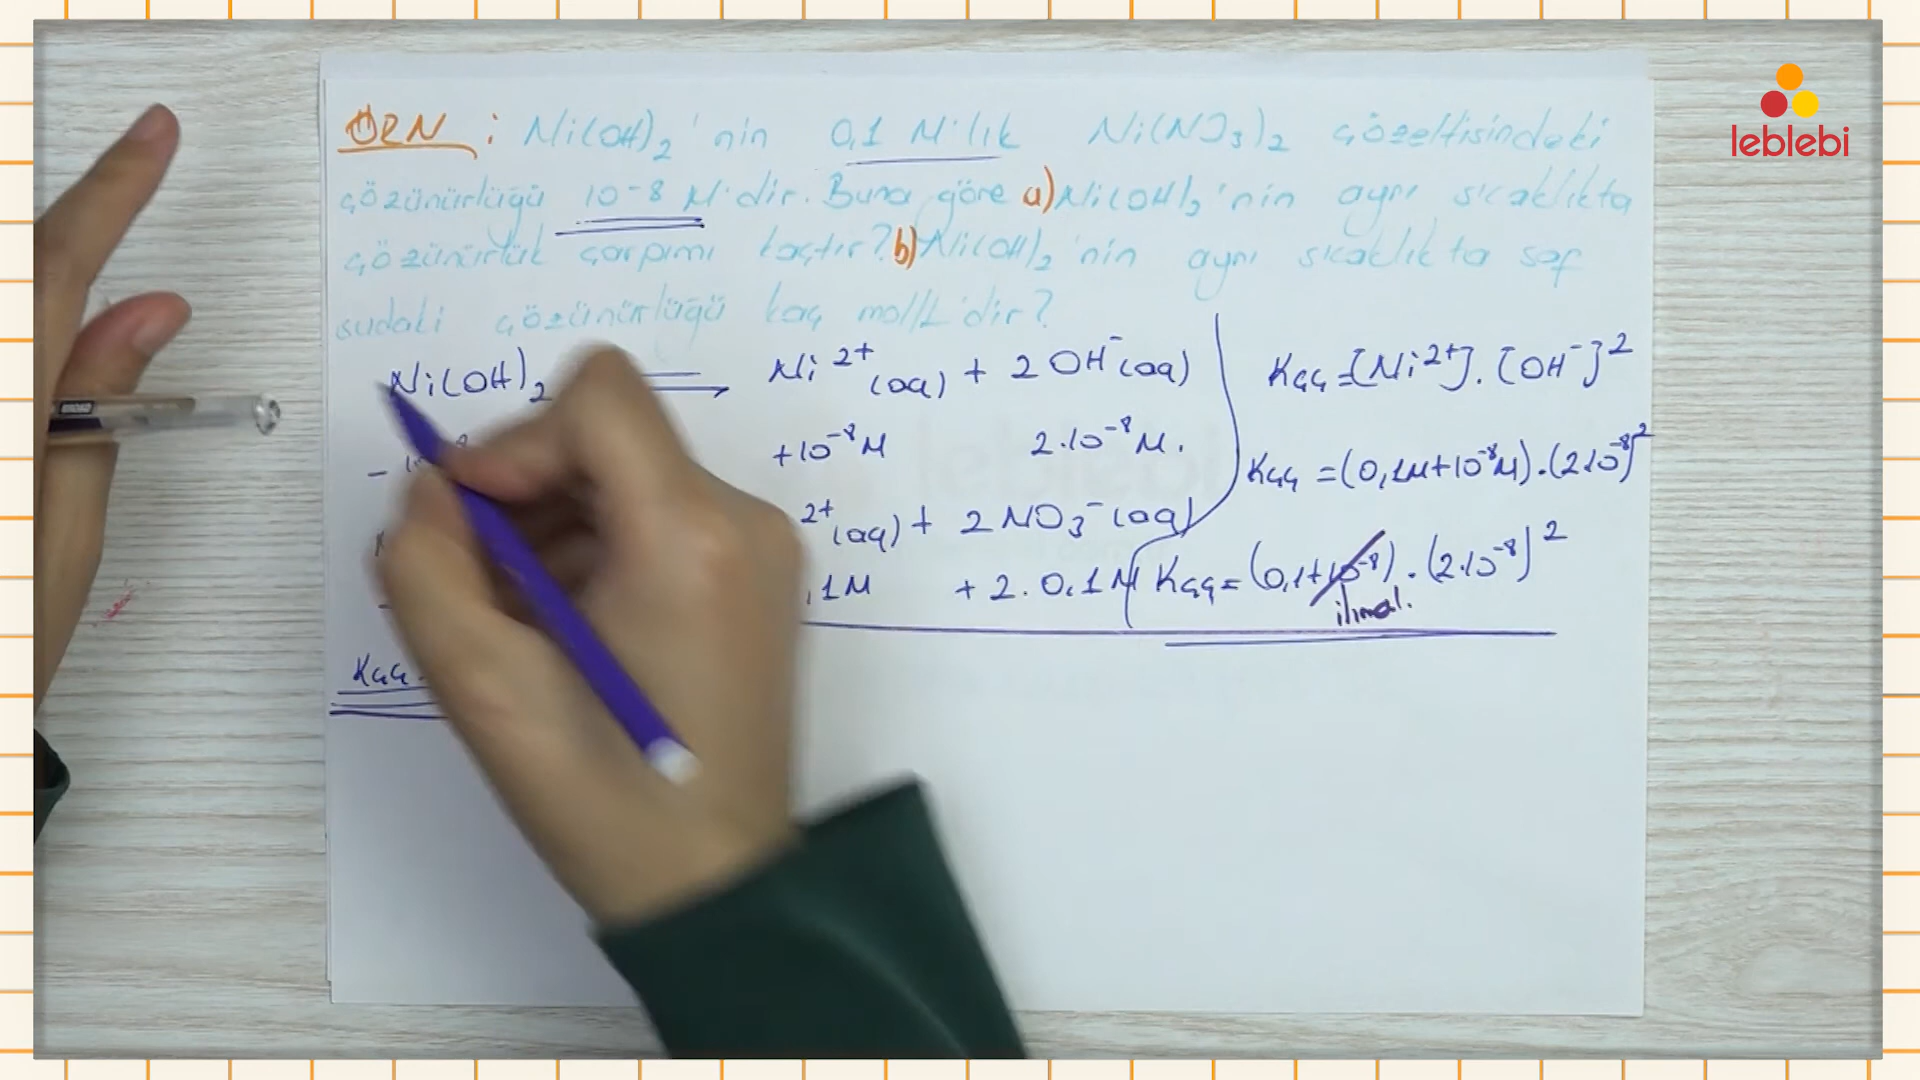 leblebi
ÖRN : Ni(OH)₂'nin 0,1 M'lık Ni(NO₃)₂ çözeltisindeki
çözünürlüğü 10⁻⁸ M'dir. Buna göre a) Ni(OH)₂'nin aynı sıcaklıkta
çözünürlük çarpımı kaçtır? b) Ni(OH)₂'nin aynı sıcaklıkta saf
sudaki çözünürlüğü kaç mol/L'dir?
Ni(OH)₂ Ni²⁺(aq) + 2OH⁻(aq)
+10⁻⁸M 2.10⁻⁸M.
²⁺(aq) + 2NO₃⁻(aq)
,1M + 2.0,1M
Kçç
Kçç=[Ni²⁺].[OH⁻]²
Kçç=(0,1M+10⁻⁸M).(2.10⁻⁸)²
Kçç=(0,1+10⁻⁸).(2.10⁻⁸)²
ihmal.